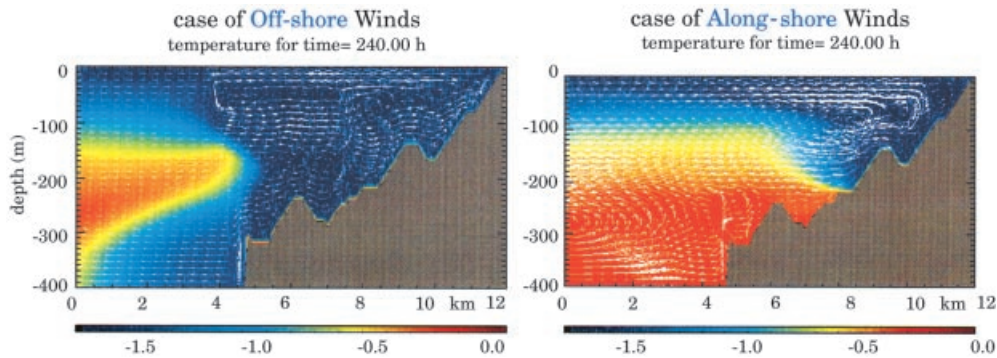 case of Off-shore Winds
temperature for time= 240.00 h
depth (m)
0
-100
-200
-300
-400
0 2 4 6 8 10 km 12
-1.5 -1.0 -0.5 0.0
case of Along-shore Winds
temperature for time= 240.00 h
0
-100
-200
-300
-400
0 2 4 6 8 10 km 12
-1.5 -1.0 -0.5 0.0